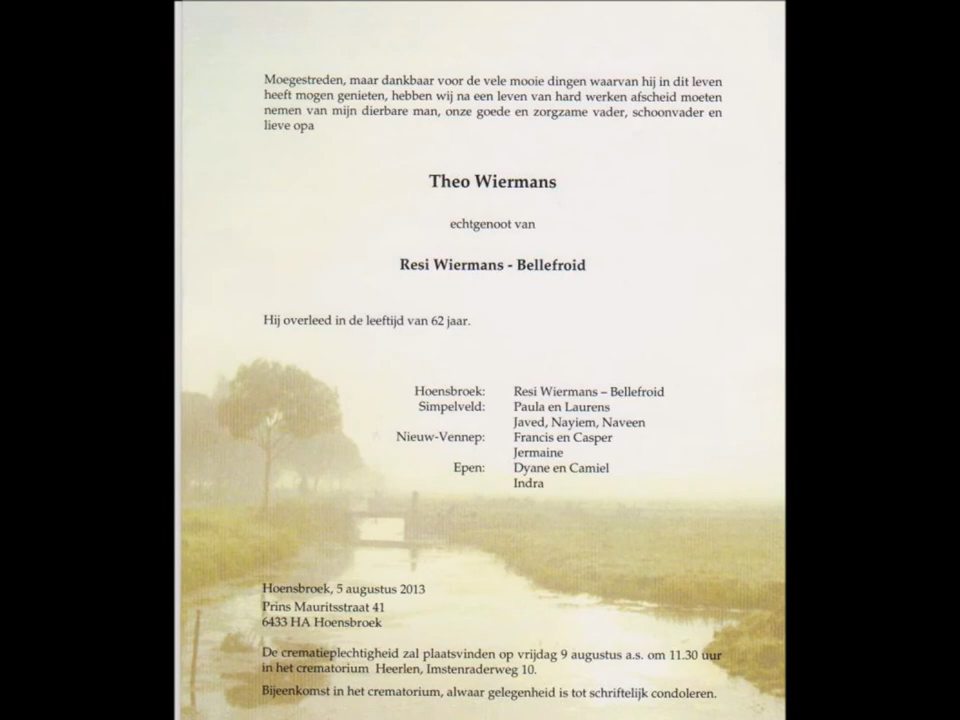 Moegestreden, maar dankbaar voor de vele mooie dingen waarvan hij in dit leven
heeft mogen genieten, hebben wij na een leven van hard werken afscheid moeten
nemen van mijn dierbare man, onze goede en zorgzame vader, schoonvader en
lieve opa
Theo Wiermans
echtgenoot van
Resi Wiermans - Bellefroid
Hij overleed in de leeftijd van 62 jaar.
Hoensbroek: Resi Wiermans – Bellefroid
Simpelveld: Paula en Laurens
Javed, Nayiem, Naveen
Nieuw-Vennep: Francis en Casper
Jermaine
Epen: Dyane en Camiel
Indra
Hoensbroek, 5 augustus 2013
Prins Mauritsstraat 41
6433 HA Hoensbroek
De crematieplechtigheid zal plaatsvinden op vrijdag 9 augustus a.s. om 11.30 uur
in het crematorium Heerlen, Imstenraderweg 10.
Bijeenkomst in het crematorium, alwaar gelegenheid is tot schriftelijk condoleren.